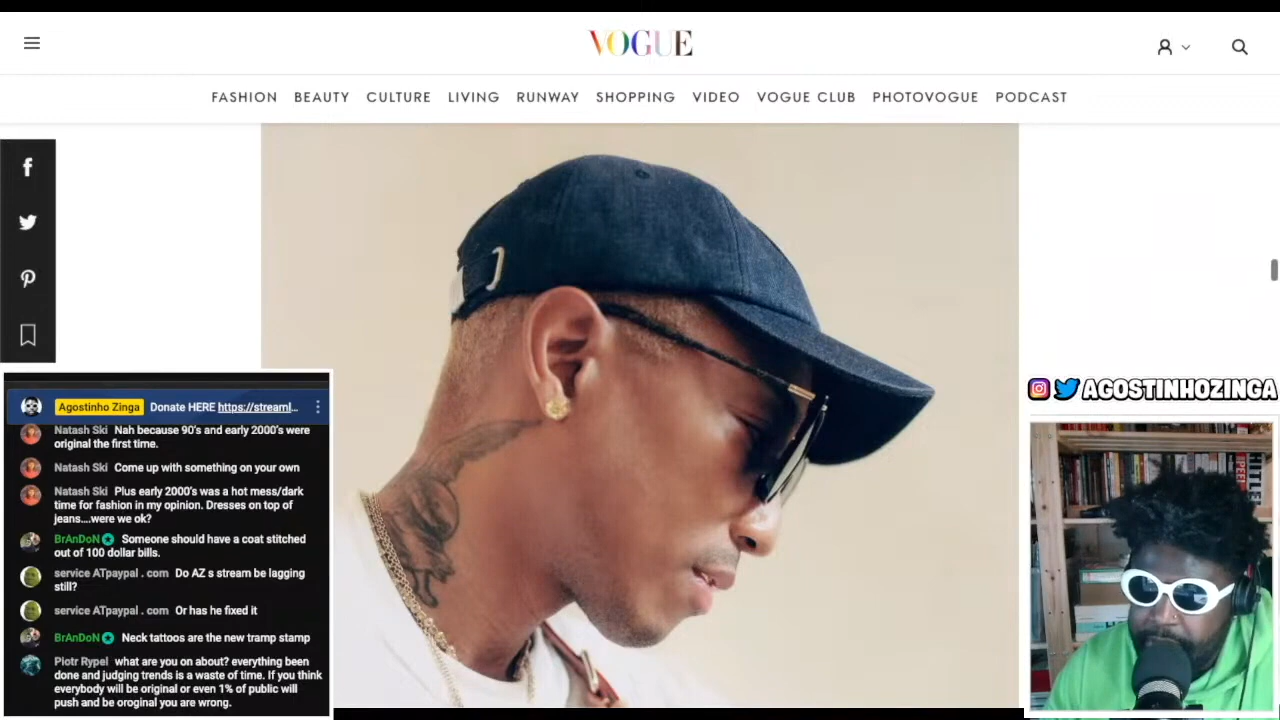 VOGUE
FASHION BEAUTY CULTURE LIVING RUNWAY SHOPPING VIDEO VOGUE CLUB PHOTOVOGUE PODCAST
Agostinho Zinga Donate HERE https://streaml...
Natash Ski Nah because 90's and early 2000's were
original the first time.
Natash Ski Come up with something on your own
Natash Ski Plus early 2000's was a hot mess/dark
time for fashion in my opinion. Dresses on top of
jeans....were we ok?
BrAnDoN Someone should have a coat stitched
out of 100 dollar bills.
service ATpaypal . com Do AZ s stream be lagging
still?
service ATpaypal . com Or has he fixed it
BrAnDoN Neck tattoos are the new tramp stamp
Piotr Rypel what are you on about? everything been
done and judging trends is a waste of time. If you think
everybody will be original or even 1% of public will
push and be oroginal you are wrong.
AGOSTINHOZINGA
HITLE